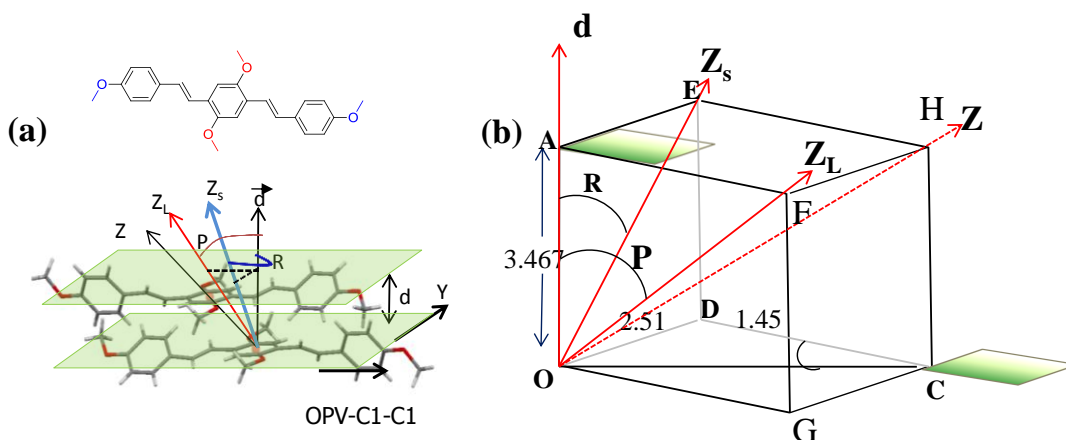 (a)
O
O
O
O
Z
Z_L
Z_s
d
P
R
d
Y
OPV-C1-C1
(b)
d
Z_s
E
H
Z
A
Z_L
R
F
3.467
P
D
2.51
1.45
O
C
G